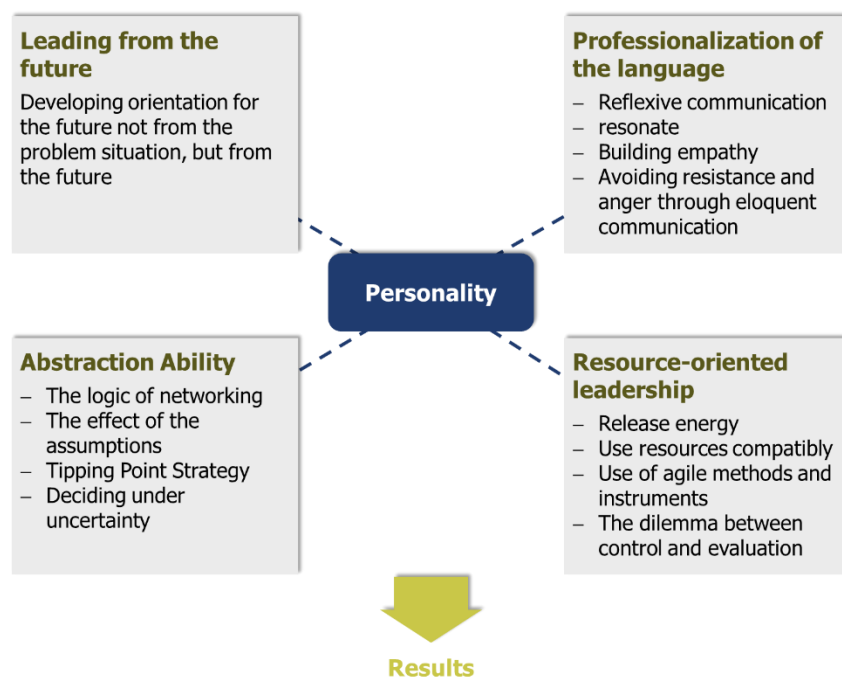 Leading from the
future
Developing orientation for
the future not from the
problem situation, but from
the future
Professionalization of
the language
– Reflexive communication
– resonate
– Building empathy
– Avoiding resistance and
anger through eloquent
communication
Personality
Abstraction Ability
– The logic of networking
– The effect of the
assumptions
– Tipping Point Strategy
– Deciding under
uncertainty
Resource-oriented
leadership
– Release energy
– Use resources compatibly
– Use of agile methods and
instruments
– The dilemma between
control and evaluation
Results